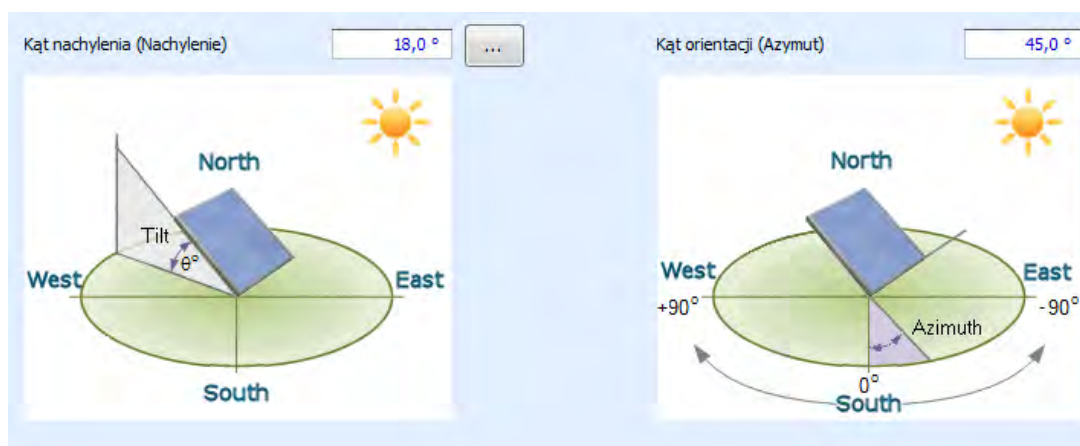 Kąt nachylenia (Nachylenie) 18,0 ° ...
North
Tilt
θ°
West
East
South
Kąt orientacji (Azymut) 45,0 °
North
West
East
+90°
-90°
Azimuth
0°
South